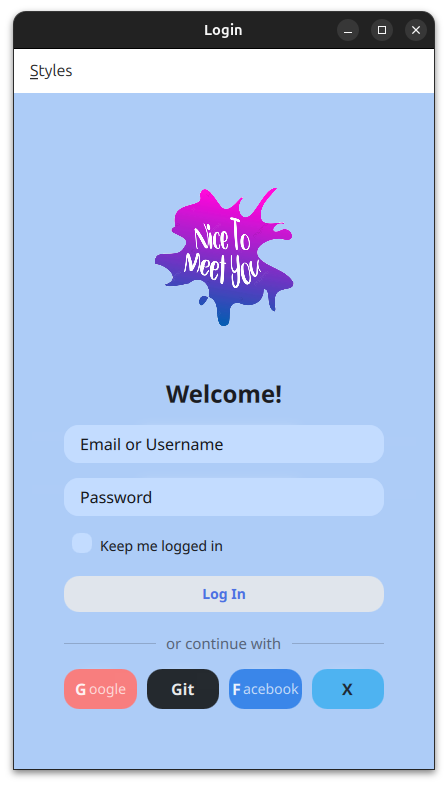 Login
Styles
Nice To
Meet You
Welcome!
Email or Username
Password
Keep me logged in
Log In
or continue with
Google Git Facebook X